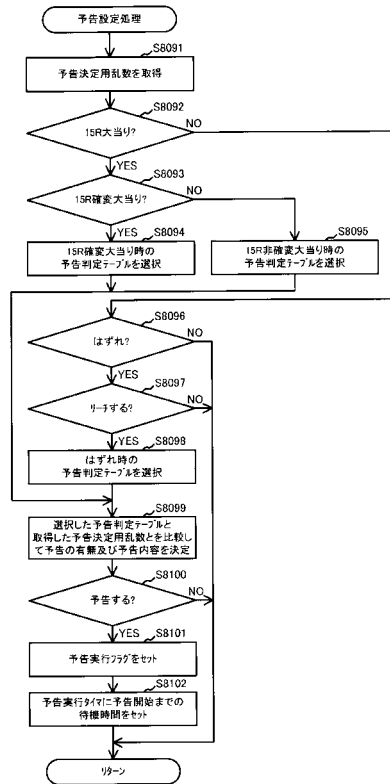 予告設定処理
S8091
予告決定用乱数を取得
S8092
15R大当り?
NO
YES
S8093
15R確変大当り?
NO
YES
S8094
15R確変大当り時の
予告判定テーブルを選択
S8095
15R非確変大当り時の
予告判定テーブルを選択
S8096
はずれ?
NO
YES
S8097
リーチする?
NO
YES
S8098
はずれ時の
予告判定テーブルを選択
S8099
選択した予告判定テーブルと
取得した予告決定用乱数とを比較し
て予告の有無及び予告内容を決定
S8100
予告する?
NO
YES
S8101
予告実行フラグをセット
S8102
予告実行タイマに予告開始までの
待機時間をセット
リターン